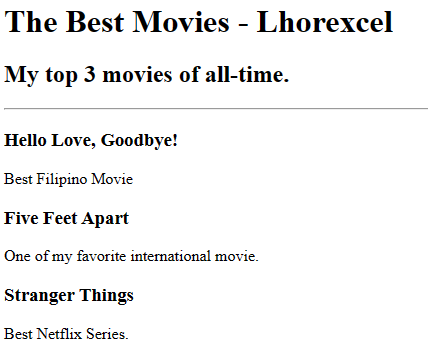 The Best Movies - Lhorexcel
My top 3 movies of all-time.
Hello Love, Goodbye!
Best Filipino Movie
Five Feet Apart
One of my favorite international movie.
Stranger Things
Best Netflix Series.